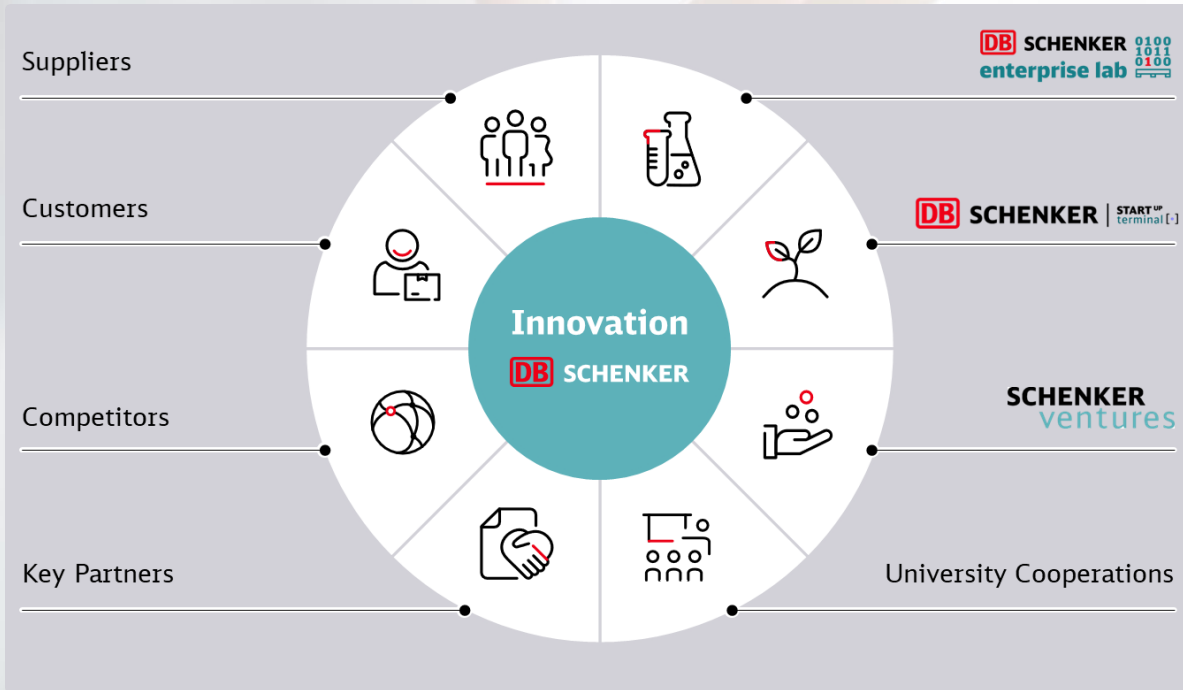 Suppliers
Customers
Competitors
Key Partners
Innovation
DB SCHENKER
DB SCHENKER
enterprise lab
0100
1011
0100
DB SCHENKER | START UP
terminal[·]
SCHENKER
ventures
University Cooperations